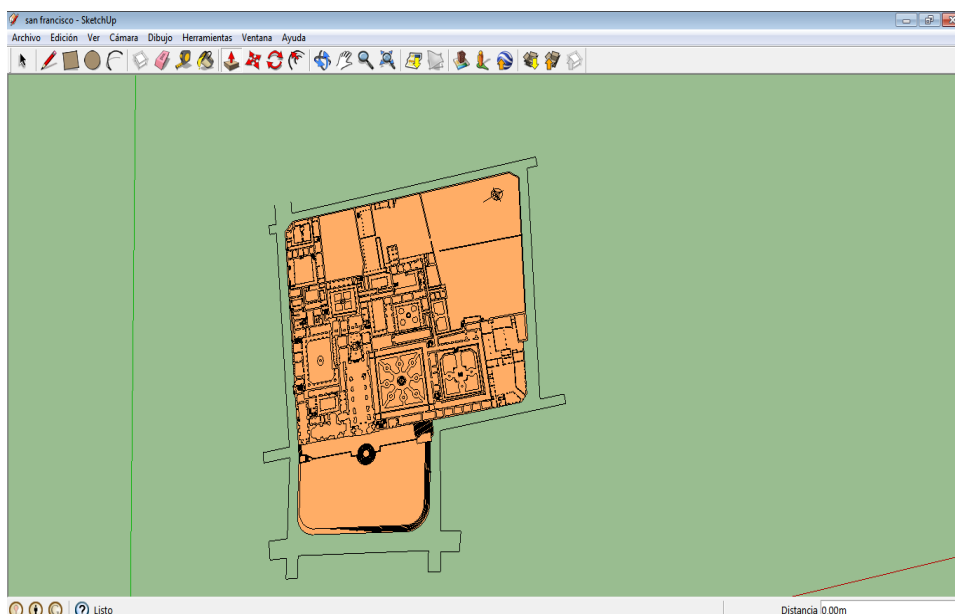 san francisco - SketchUp
Archivo Edición Ver Cámara Dibujo Herramientas Ventana Ayuda
Listo
Distancia 0.00m